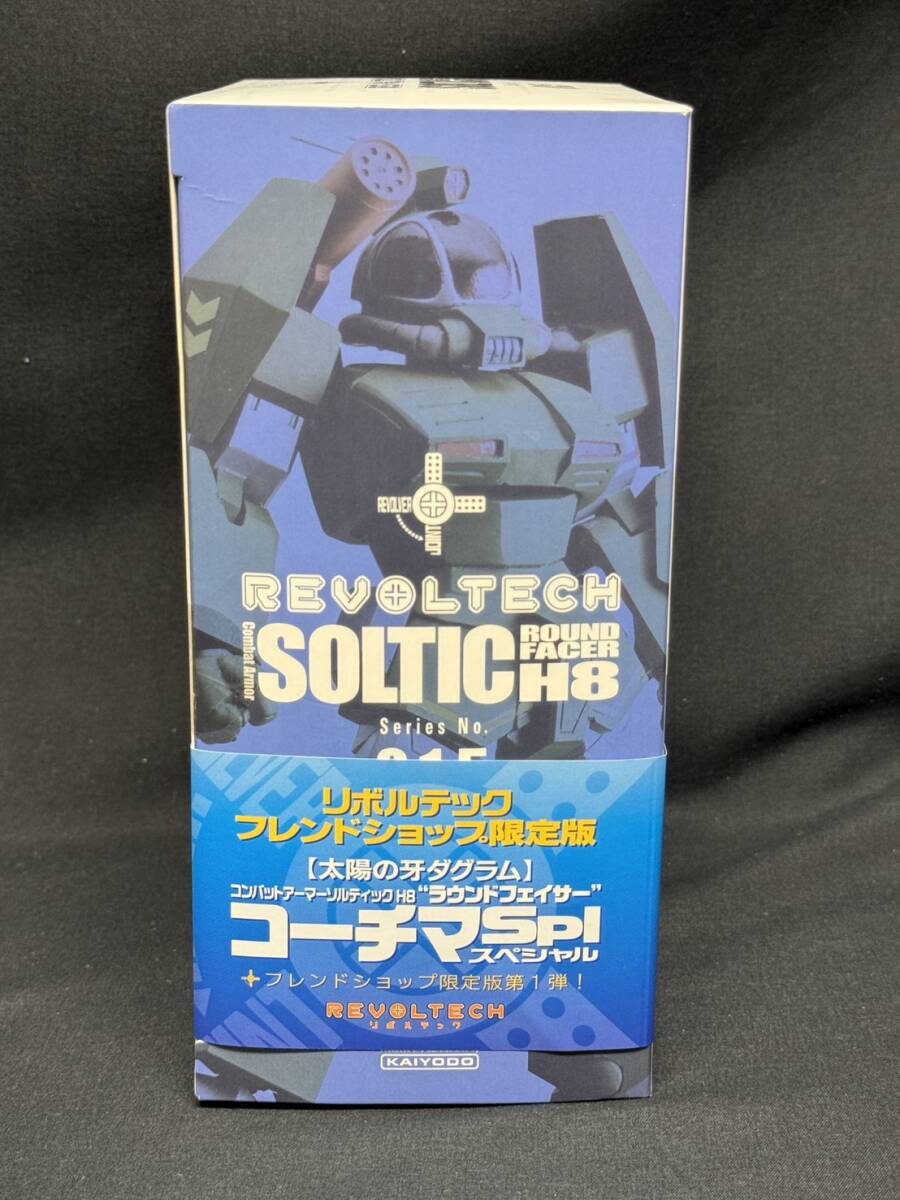 REVOLVER
JOINT
REVOLTECH
Combat Armor
SOLTIC
ROUND
FACER
H8
Series No.
015
リボルテック
フレンドショップ限定版
【太陽の牙ダグラム】
コンバットアーマーソルティック H8 “ラウンドフェイサー”
コーチマSpl
スペシャル
フレンドショップ限定版第1弾!
REVOLTECH
リボルテック
KAIYODO